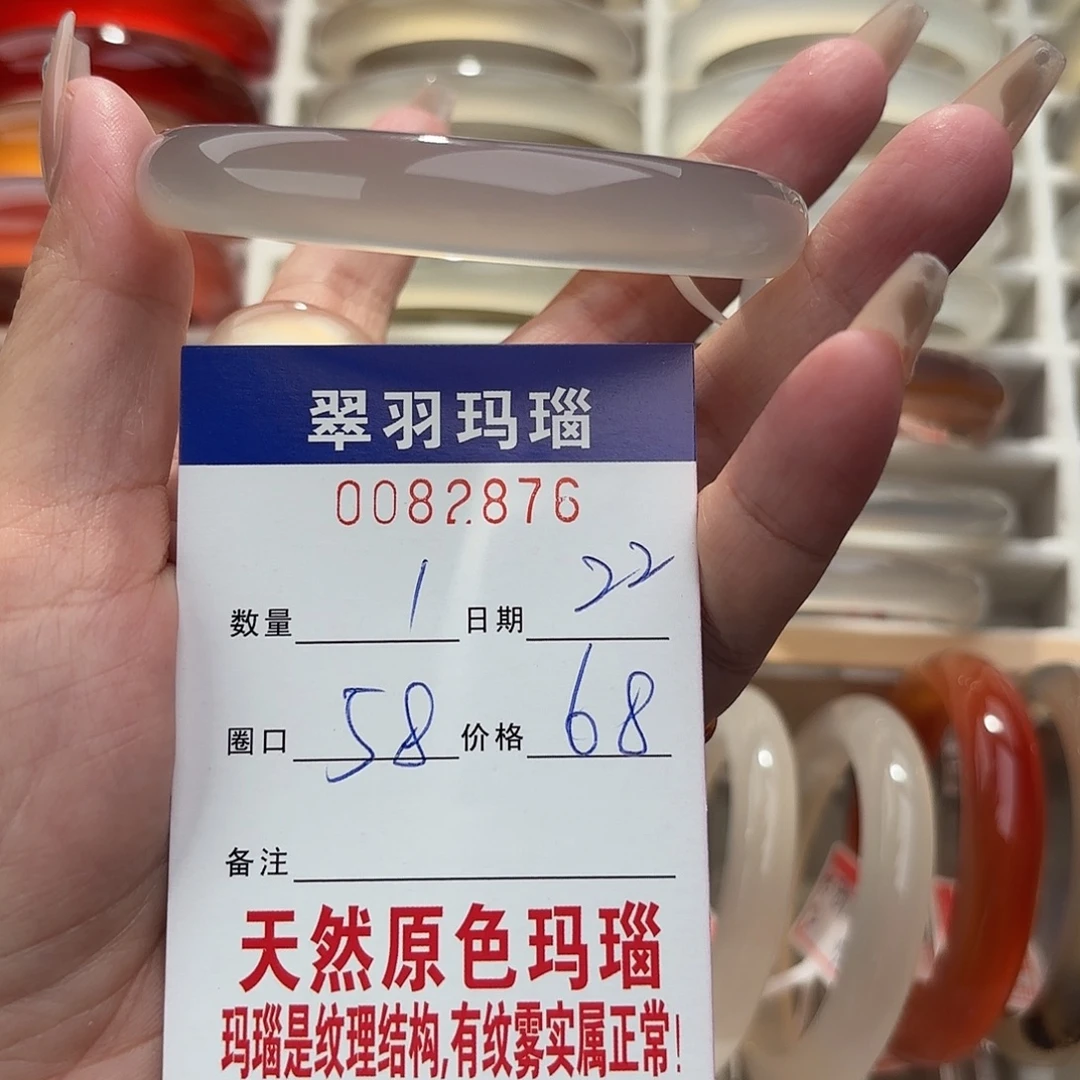 翠羽玛瑙
0082876
数量 1 日期 22
圈口 58 价格 68
备注
天然原色玛瑙
玛瑙是纹理结构,有纹雾实属正常!